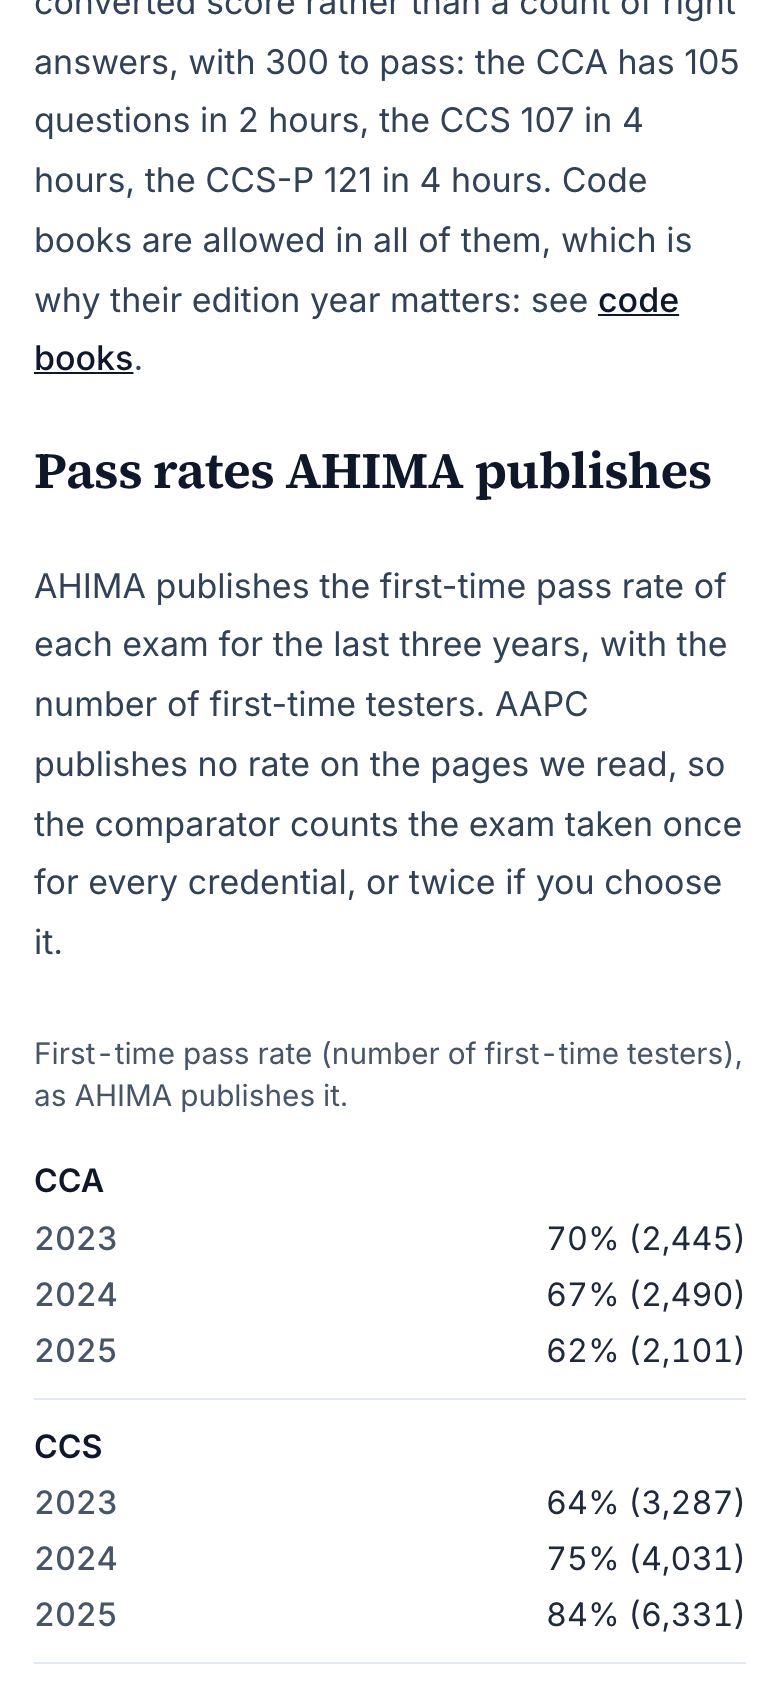 converted score rather than a count of right
answers, with 300 to pass: the CCA has 105
questions in 2 hours, the CCS 107 in 4
hours, the CCS-P 121 in 4 hours. Code
books are allowed in all of them, which is
why their edition year matters: see code
books.
Pass rates AHIMA publishes
AHIMA publishes the first-time pass rate of
each exam for the last three years, with the
number of first-time testers. AAPC
publishes no rate on the pages we read, so
the comparator counts the exam taken once
for every credential, or twice if you choose
it.
First-time pass rate (number of first-time testers),
as AHIMA publishes it.
CCA
2023 70% (2,445)
2024 67% (2,490)
2025 62% (2,101)
CCS
2023 64% (3,287)
2024 75% (4,031)
2025 84% (6,331)